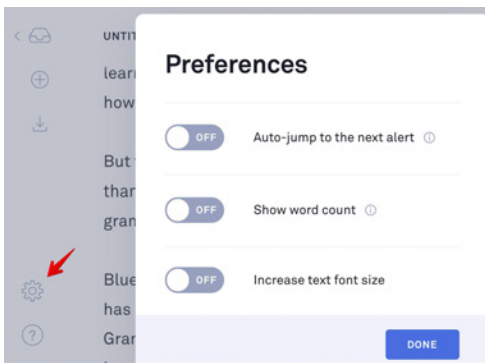 UNTIT
Preferences
lear
how
OFF Auto-jump to the next alert
But
than
OFF Show word count
gran
Blue
OFF Increase text font size
has
Gran
DONE